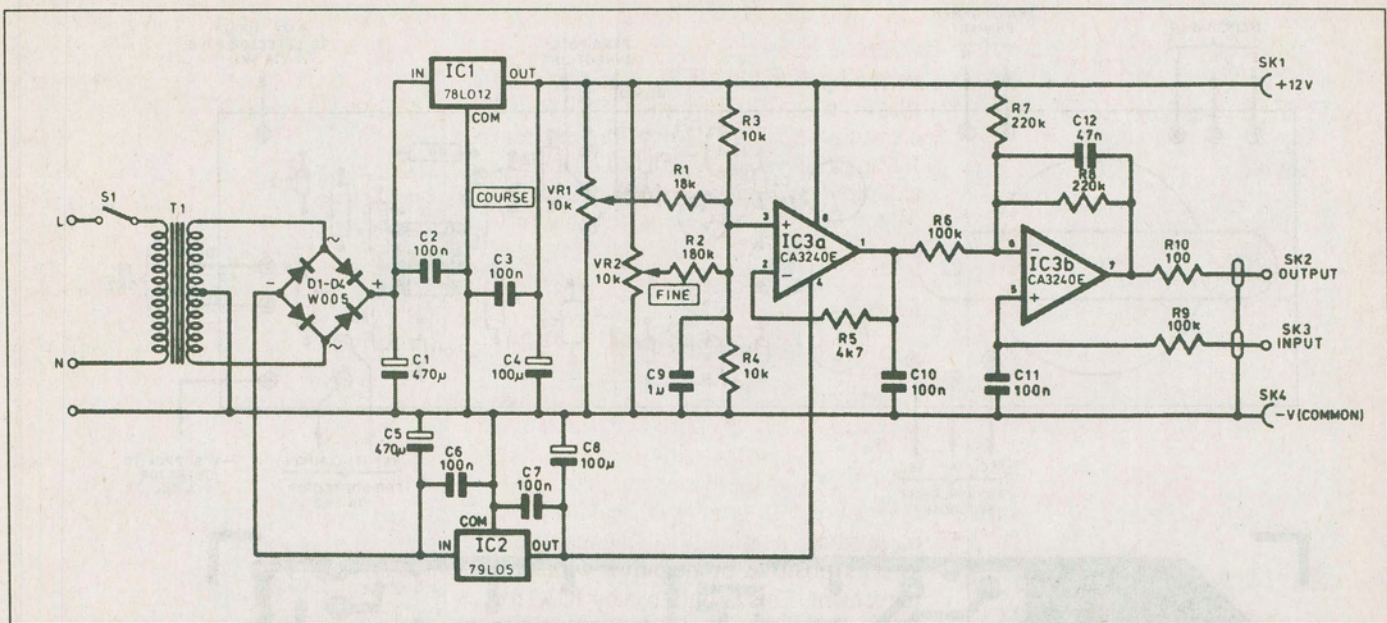 IN
IC1
OUT
78LO12
COM
SK1
+12V
R3
10k
R7
220k
C12
47n
R8
220k
S1
L
T1
COURSE
VR1
10k
R1
18k
C2
100n
C3
100n
3
+
8
IC3a
CA3240E
1
2
−
4
R6
100k
6
−
IC3b
CA3240E
7
5
+
R10
100
SK2
OUTPUT
~
−
D1-D4
W005
+
~
VR2
10k
R2
180k
FINE
R9
100k
SK3
INPUT
R5
4k7
N
C1
470µ
C4
100µ
C9
1µ
R4
10k
C10
100n
C11
100n
SK4
−V(COMMON)
C5
470µ
C6
100n
C7
100n
C8
100µ
COM
IN
IC2
OUT
79LO5